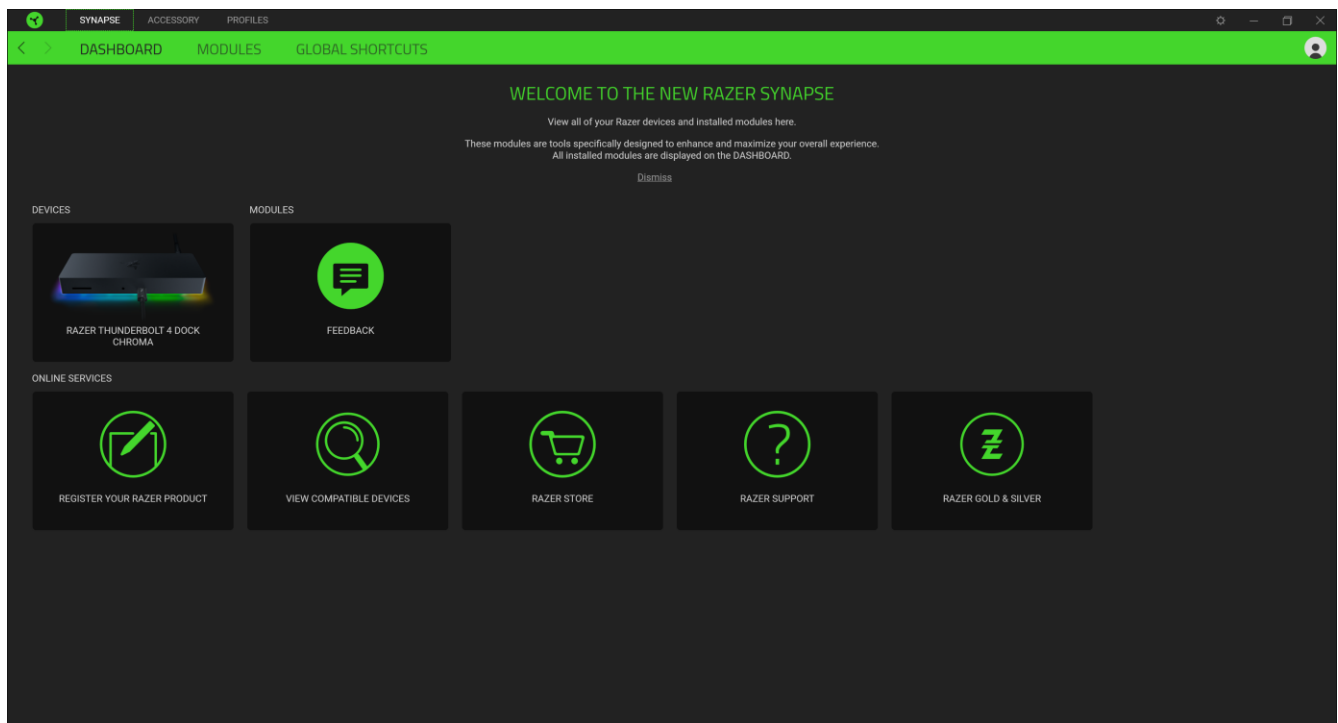 SYNAPSE ACCESSORY PROFILES
DASHBOARD MODULES GLOBAL SHORTCUTS
WELCOME TO THE NEW RAZER SYNAPSE
View all of your Razer devices and installed modules here.
These modules are tools specifically designed to enhance and maximize your overall experience.
All installed modules are displayed on the DASHBOARD.
Dismiss
DEVICES MODULES
RAZER THUNDERBOLT 4 DOCK
CHROMA
FEEDBACK
ONLINE SERVICES
REGISTER YOUR RAZER PRODUCT VIEW COMPATIBLE DEVICES RAZER STORE RAZER SUPPORT RAZER GOLD & SILVER